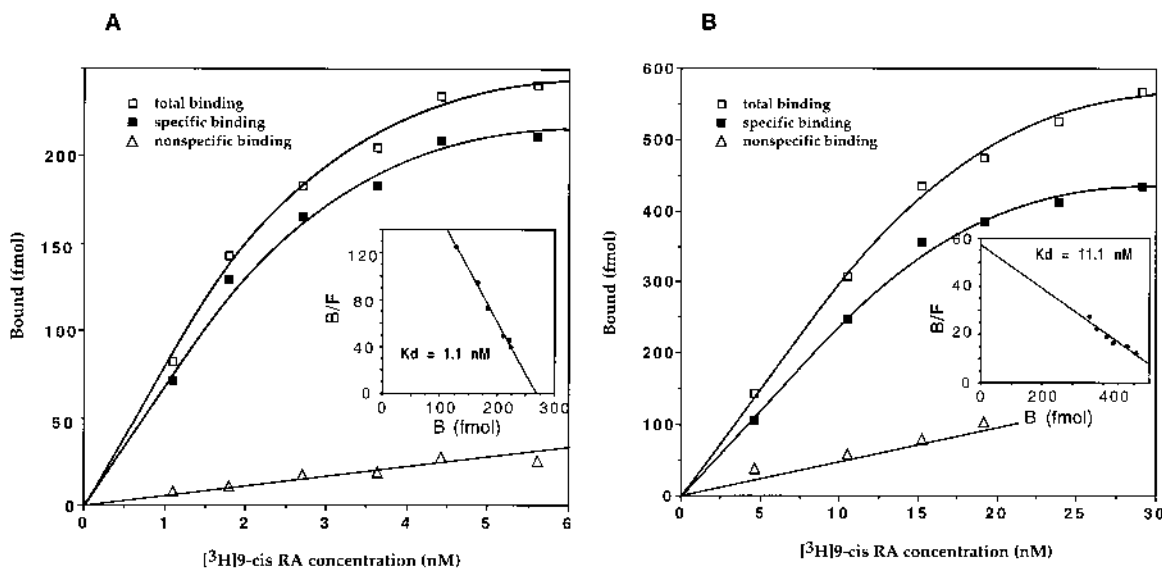 A
total binding
specific binding
nonspecific binding
200
150
100
50
0
0 1 2 3 4 5 6
Bound (fmol)
[³H]9-cis RA concentration (nM)
120
80
40
0
0 100 200 300
B/F
B (fmol)
Kd = 1.1 nM
B
total binding
specific binding
nonspecific binding
600
500
400
300
200
100
0
0 5 10 15 20 25 30
Bound (fmol)
[³H]9-cis RA concentration (nM)
60
40
20
0
0 200 400
B/F
B (fmol)
Kd = 11.1 nM